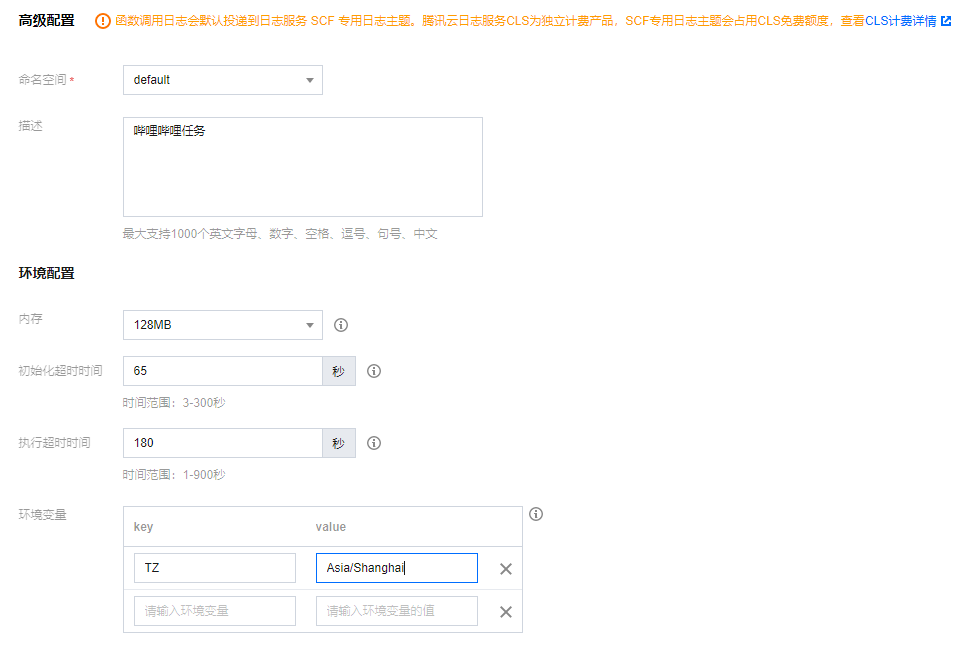 高级配置 函数调用日志会默认投递到日志服务 SCF 专用日志主题。腾讯云日志服务CLS为独立计费产品，SCF专用日志主题会占用CLS免费额度，查看CLS计费详情
命名空间* default
描述 哔哩哔哩任务
最大支持1000个英文字母、数字、空格、逗号、句号、中文
环境配置
内存 128MB
初始化超时时间 65 秒
时间范围：3-300秒
执行超时时间 180 秒
时间范围：1-900秒
环境变量
key value
TZ Asia/Shanghai
请输入环境变量 请输入环境变量的值